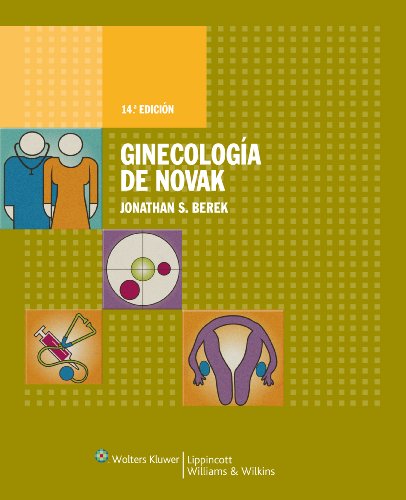 14.ª EDICIÓN
GINECOLOGÍA
DE NOVAK
JONATHAN S. BEREK
Wolters Kluwer | Lippincott
Williams & Wilkins